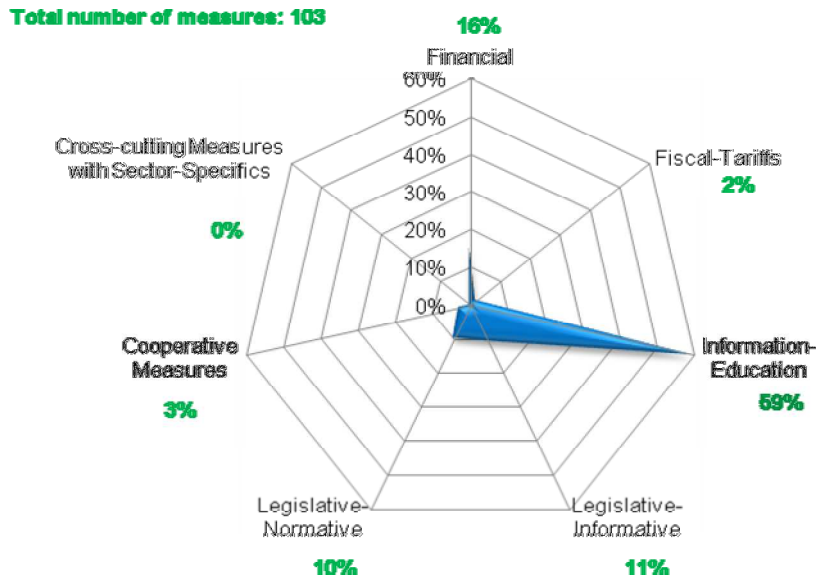 Total number of measures: 103
16%
Financial
60%
50%
40%
30%
20%
10%
0%
Cross-cutting Measures
with Sector-Specifics
0%
Fiscal-Tariffs
2%
Cooperative
Measures
3%
Information-
Education
59%
Legislative-
Normative
10%
Legislative-
Informative
11%